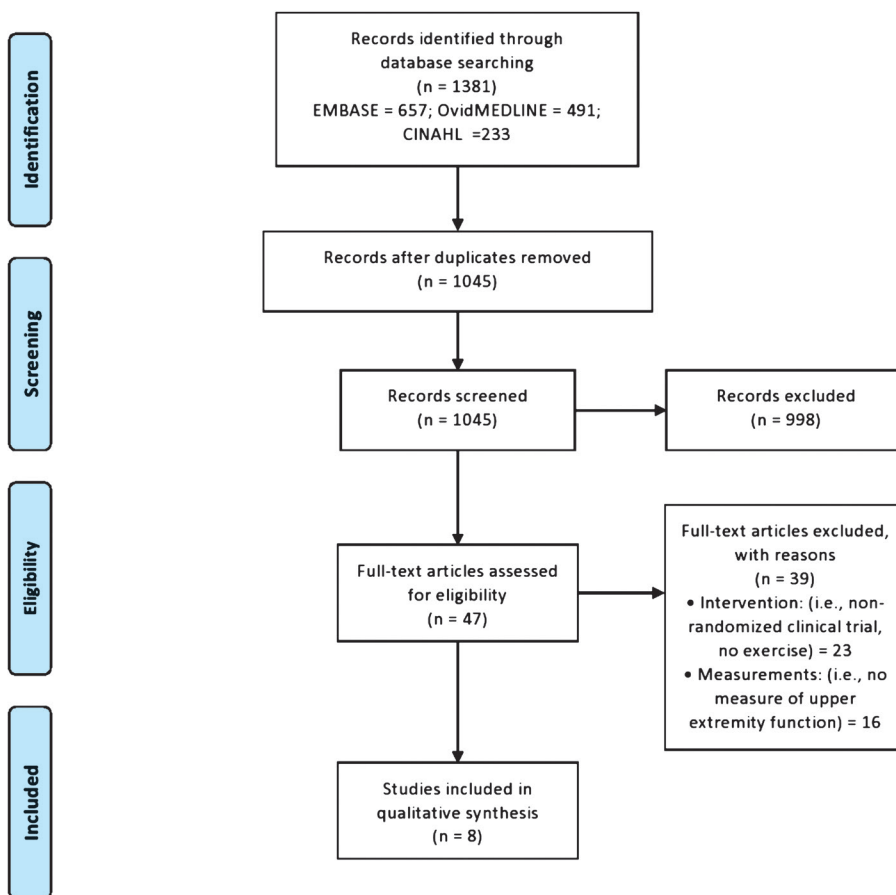 Identification
Records identified through
database searching
(n = 1381)
EMBASE = 657; OvidMEDLINE = 491;
CINAHL =233
Screening
Records after duplicates removed
(n = 1045)
Records screened
(n = 1045)
Records excluded
(n = 998)
Eligibility
Full-text articles assessed
for eligibility
(n = 47)
Full-text articles excluded,
with reasons
(n = 39)
• Intervention: (i.e., non-
randomized clinical trial,
no exercise) = 23
• Measurements: (i.e., no
measure of upper
extremity function) = 16
Included
Studies included in
qualitative synthesis
(n = 8)